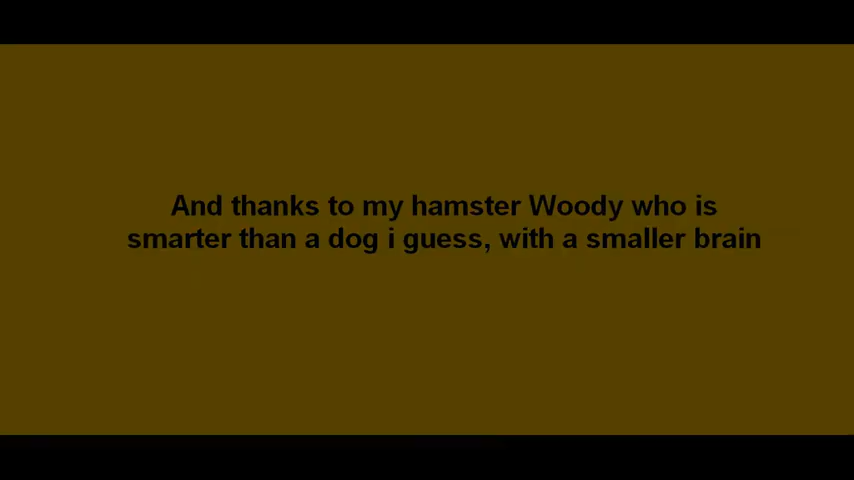 And thanks to my hamster Woody who is
smarter than a dog i guess, with a smaller brain